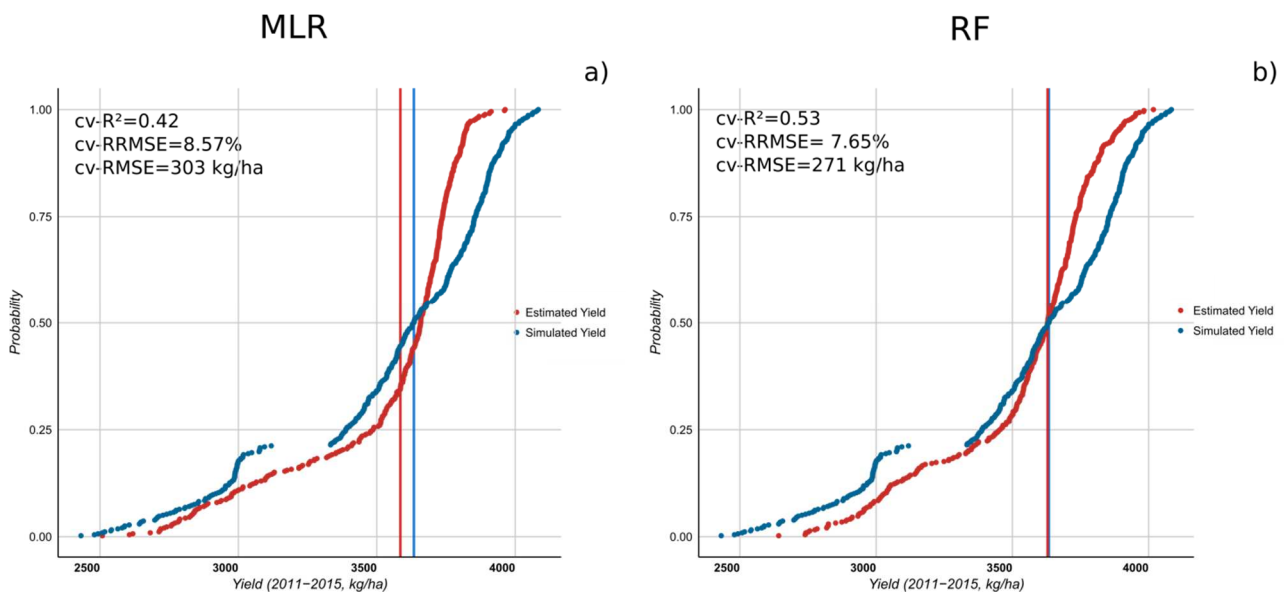 MLR
a)
cv-R²=0.42
cv-RRMSE=8.57%
cv-RMSE=303 kg/ha
1.00
0.75
0.50
0.25
0.00
Probability
Estimated Yield
Simulated Yield
2500 3000 3500 4000
Yield (2011−2015, kg/ha)
RF
b)
cv-R²=0.53
cv-RRMSE= 7.65%
cv-RMSE=271 kg/ha
1.00
0.75
0.50
0.25
0.00
Probability
Estimated Yield
Simulated Yield
2500 3000 3500 4000
Yield (2011−2015, kg/ha)